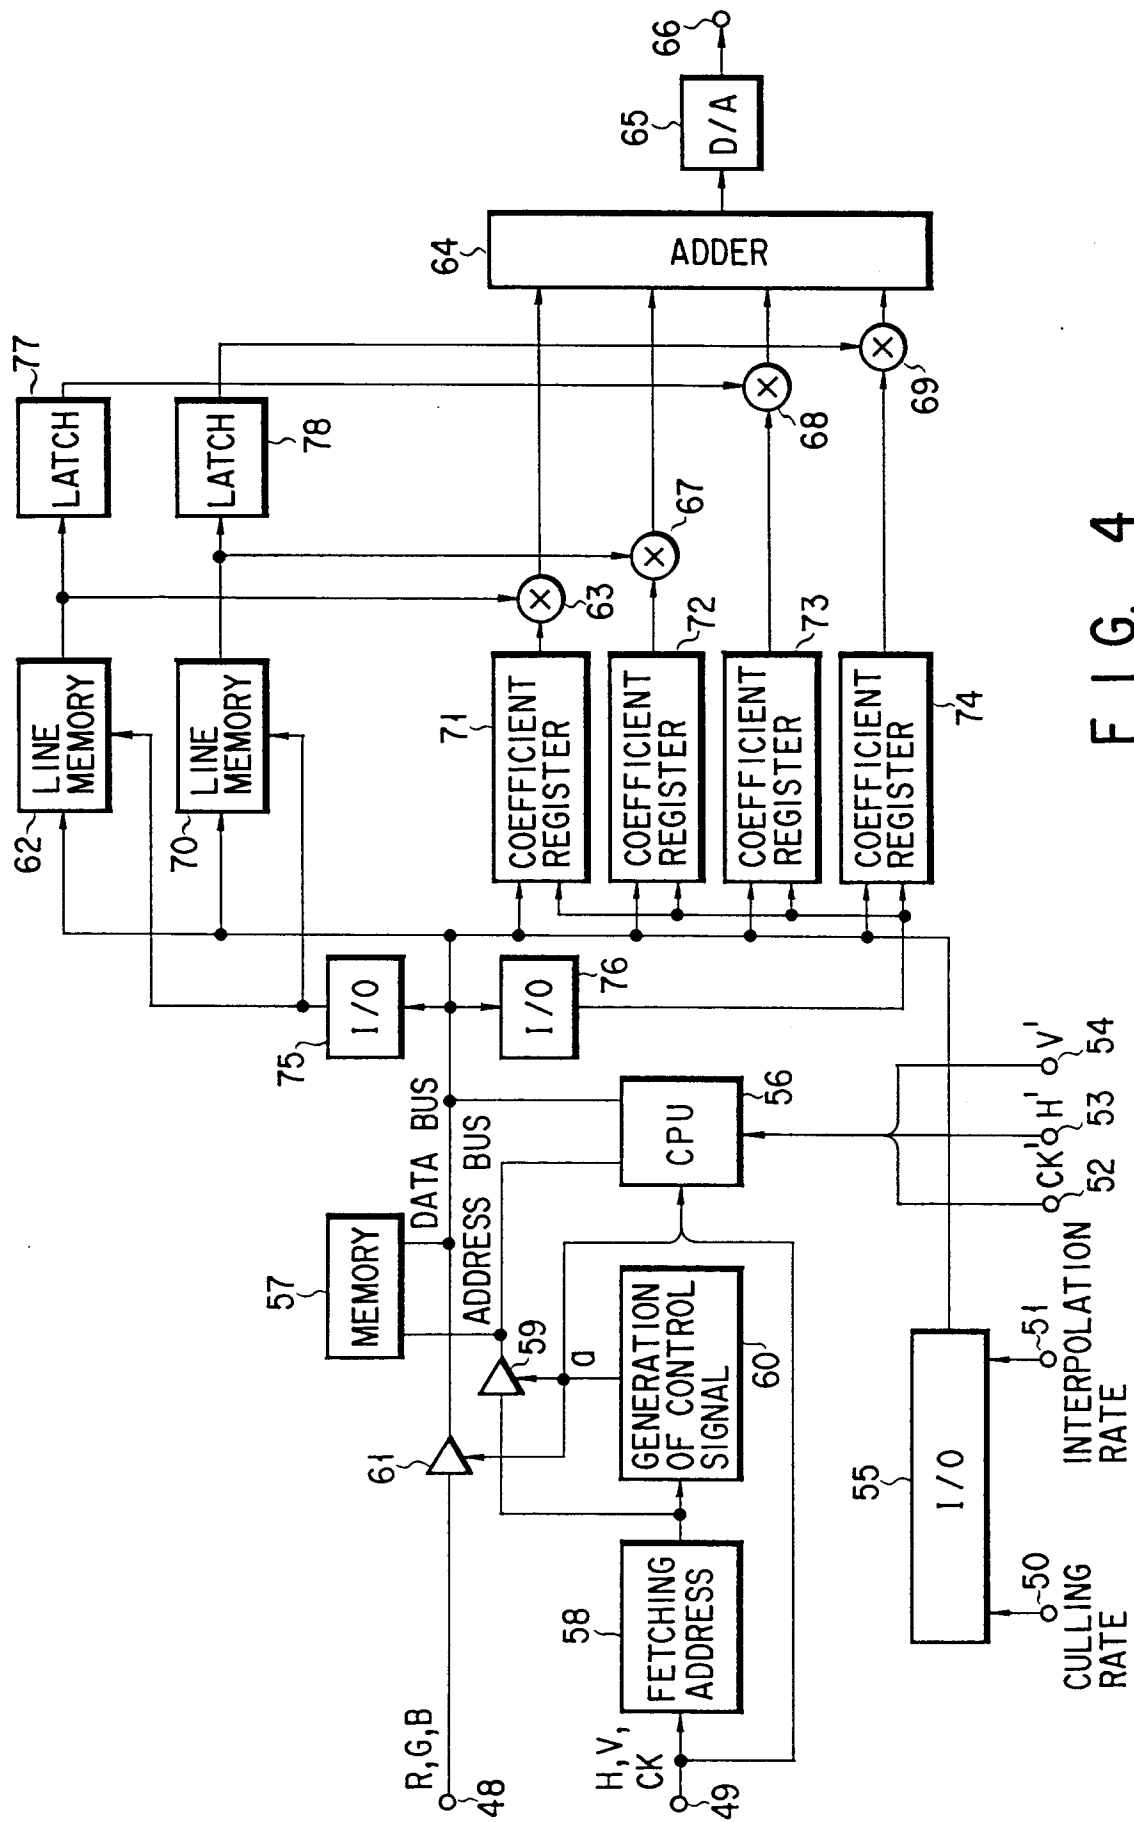 R,G,B
48
H,V,
CK
49
61
58
FETCHING
ADDRESS
59
a
GENERATION
OF CONTROL
SIGNAL
60
57
MEMORY
DATA BUS
ADDRESS BUS
CPU
56
CULLING
RATE
50
55
I/O
51
INTERPOLATION
RATE
CK'
52
H'
53
V'
54
75
I/O
I/O
76
62
LINE
MEMORY
70
LINE
MEMORY
71
COEFFICIENT
REGISTER
COEFFICIENT
REGISTER
72
COEFFICIENT
REGISTER
73
COEFFICIENT
REGISTER
74
77
LATCH
LATCH
78
63
67
68
69
64
ADDER
65
D/A
66
FIG. 4